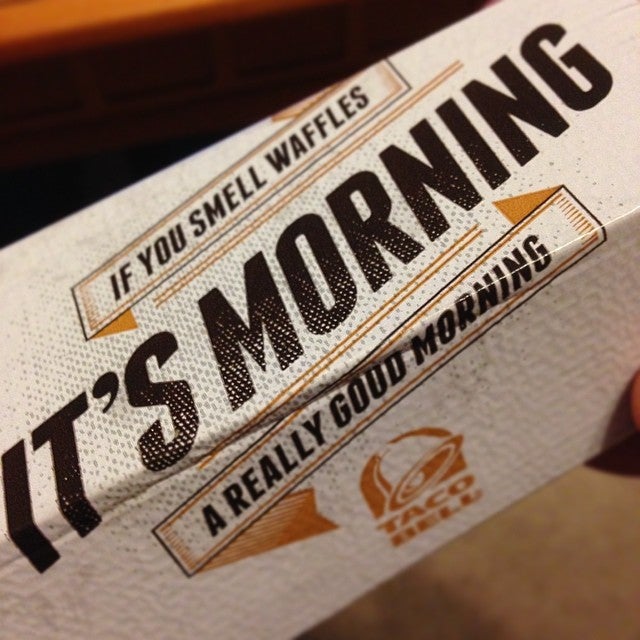 IF YOU SMELL WAFFLES
IT'S MORNING
A REALLY GOOD MORNING
TACO
BELL